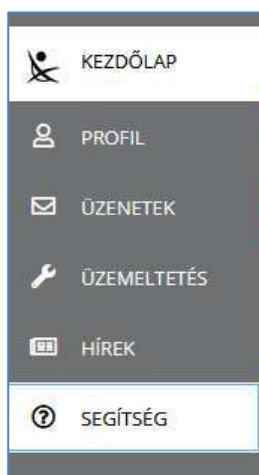 KEZDŐLAP
PROFIL
ÜZENETEK
ÜZEMELTETÉS
HÍREK
SEGÍTSÉG